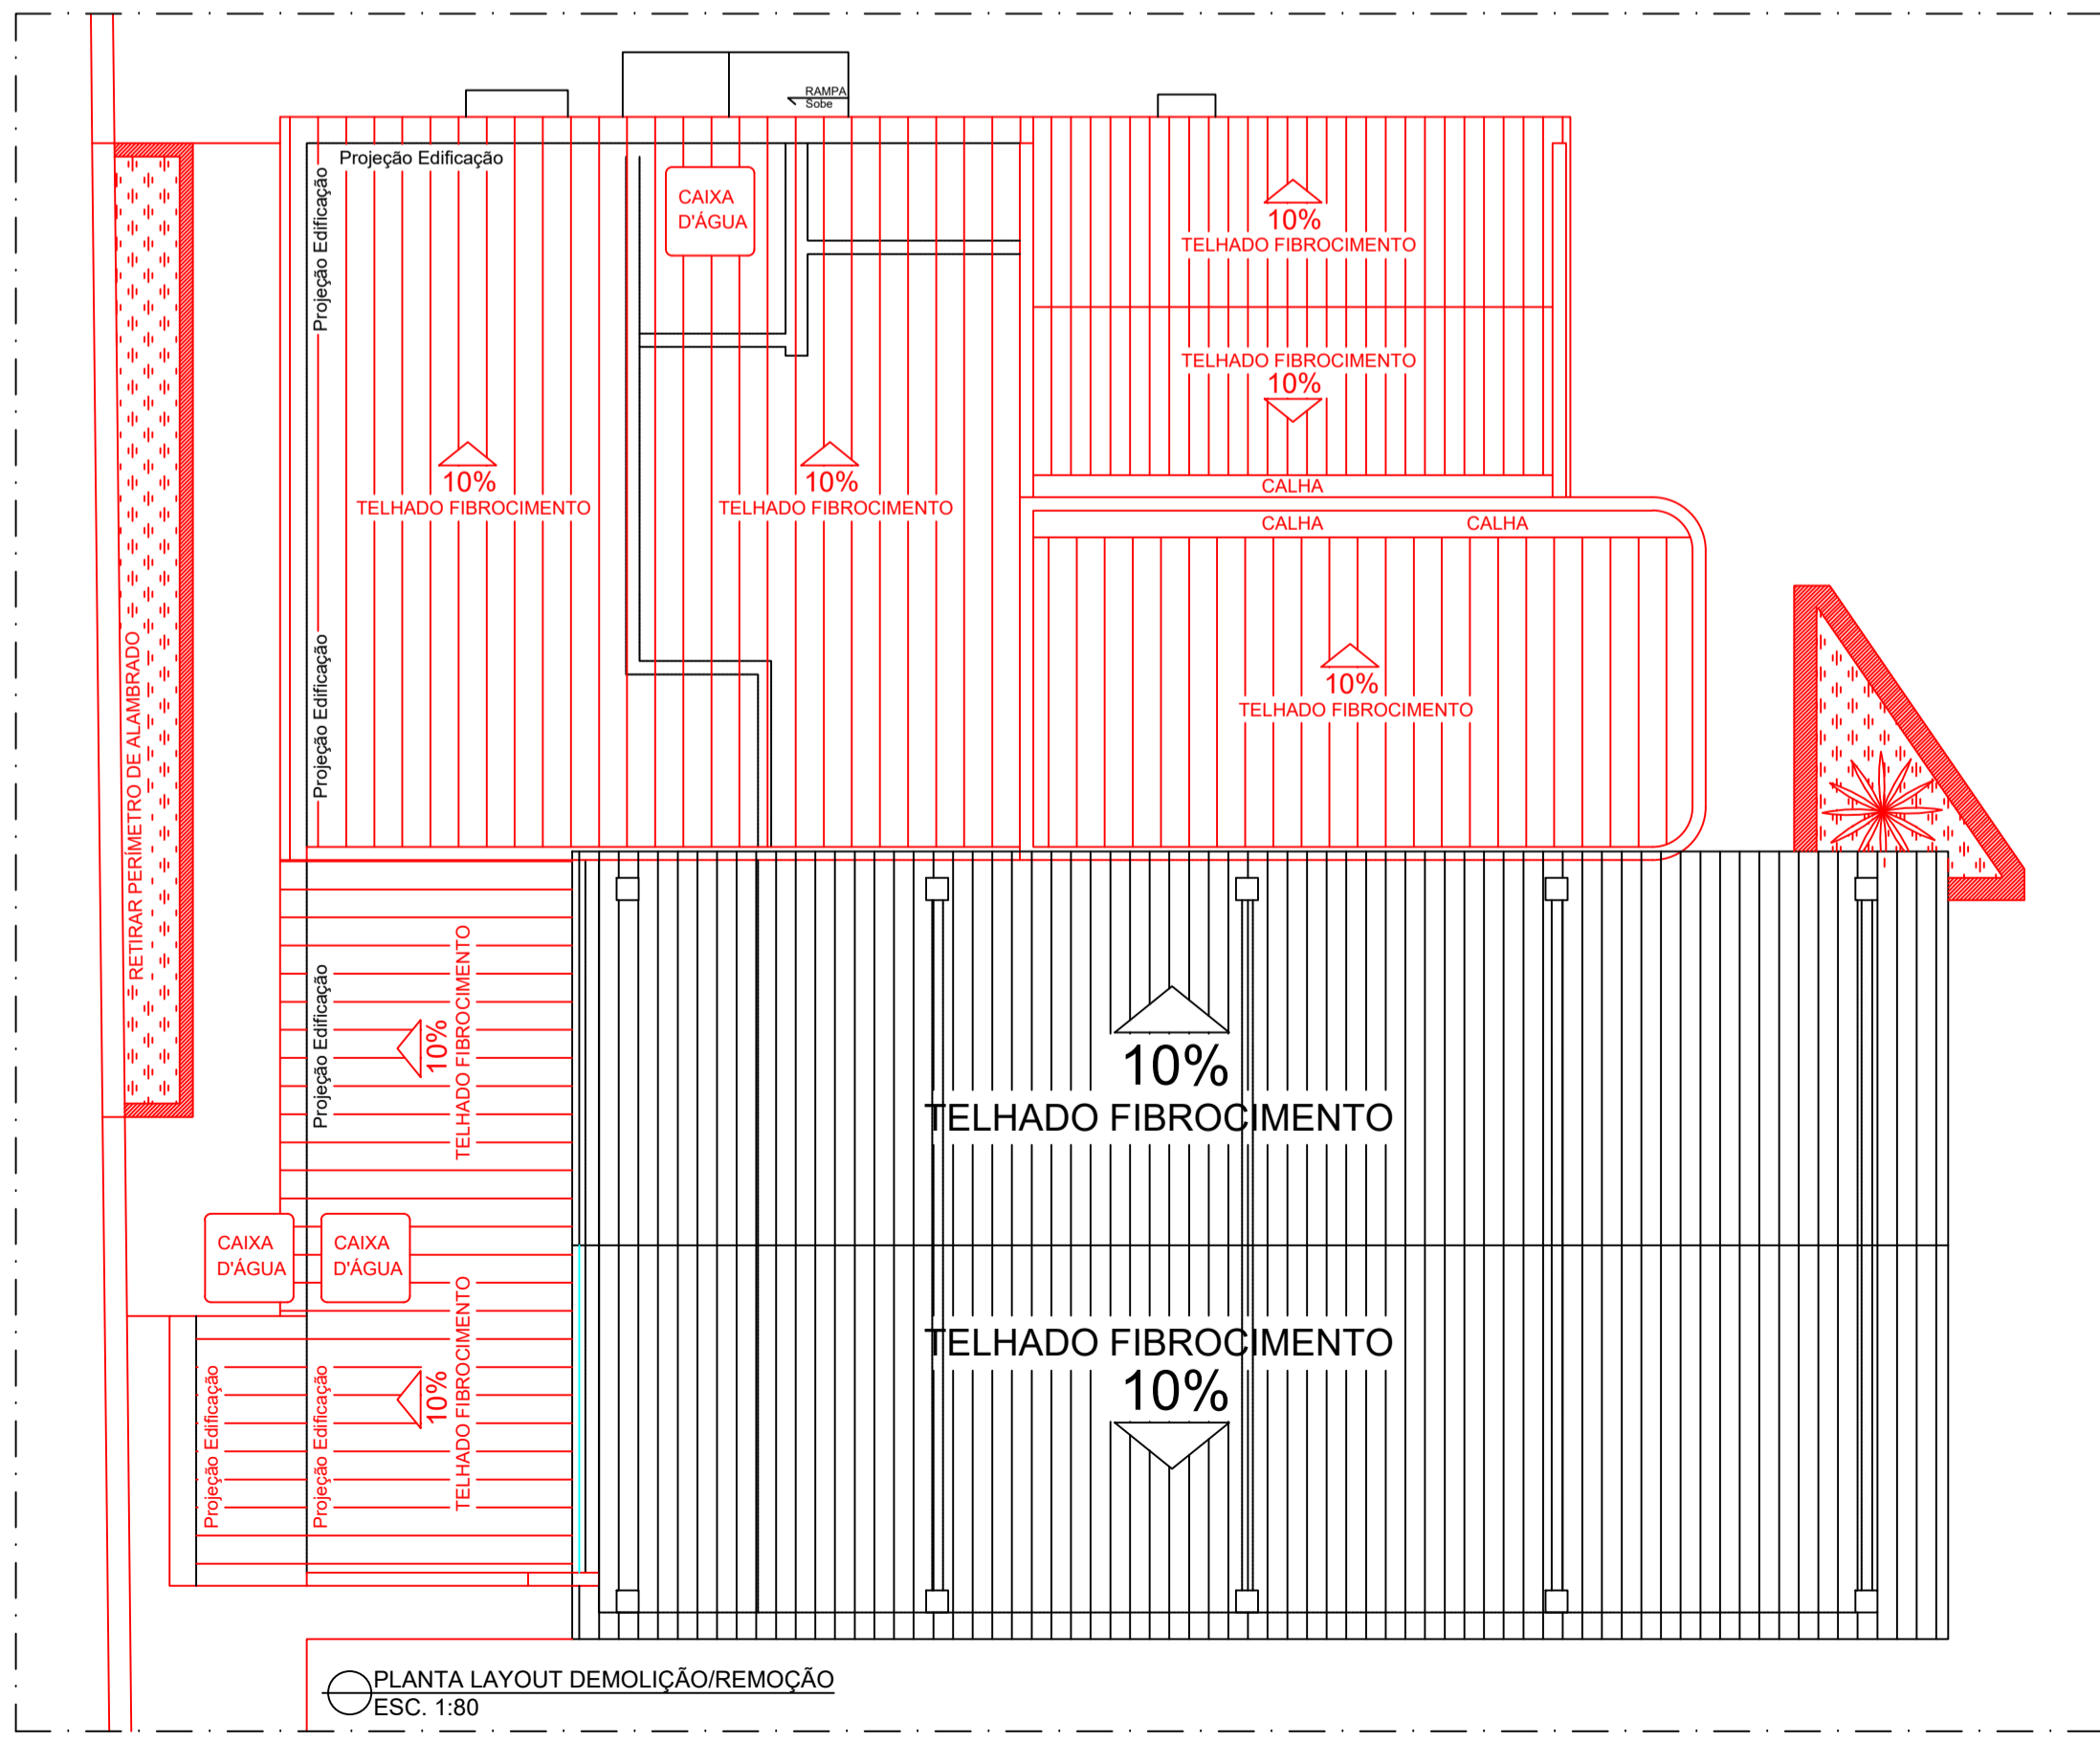 RAMPA
Sobe
Projeção Edificação
Projeção Edificação
CAIXA
D'ÁGUA
10%
TELHADO FIBROCIMENTO
TELHADO FIBROCIMENTO
10%
10%
TELHADO FIBROCIMENTO
10%
TELHADO FIBROCIMENTO
CALHA
CALHA
CALHA
RETIRAR PERÍMETRO DE ALAMBRADO
Projeção Edificação
10%
TELHADO FIBROCIMENTO
Projeção Edificação
10%
TELHADO FIBROCIMENTO
10%
TELHADO FIBROCIMENTO
CAIXA
D'ÁGUA
CAIXA
D'ÁGUA
TELHADO FIBROCIMENTO
10%
Projeção Edificação
Projeção Edificação
10%
TELHADO FIBROCIMENTO
PLANTA LAYOUT DEMOLIÇÃO/REMOÇÃO
ESC. 1:80